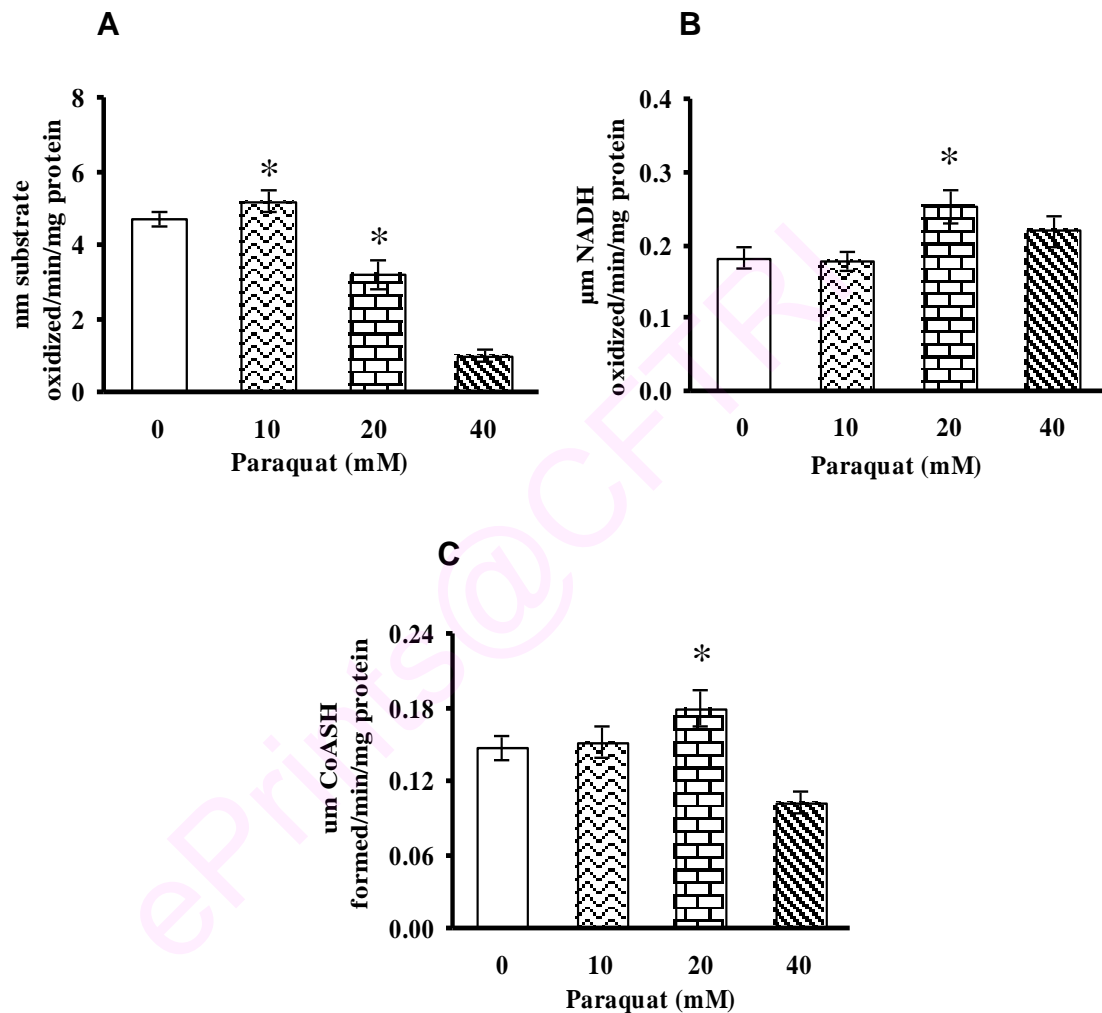 A
B
8
6
4
2
0
nm substrate
oxidized/min/mg protein
*
*
0 10 20 40
Paraquat (mM)
0.4
0.3
0.2
0.1
0.0
µm NADH
oxidized/min/mg protein
*
0 10 20 40
Paraquat (mM)
C
0.24
0.18
0.12
0.06
0.00
um CoASH
formed/min/mg protein
*
0 10 20 40
Paraquat (mM)
ePrints@CFTRI